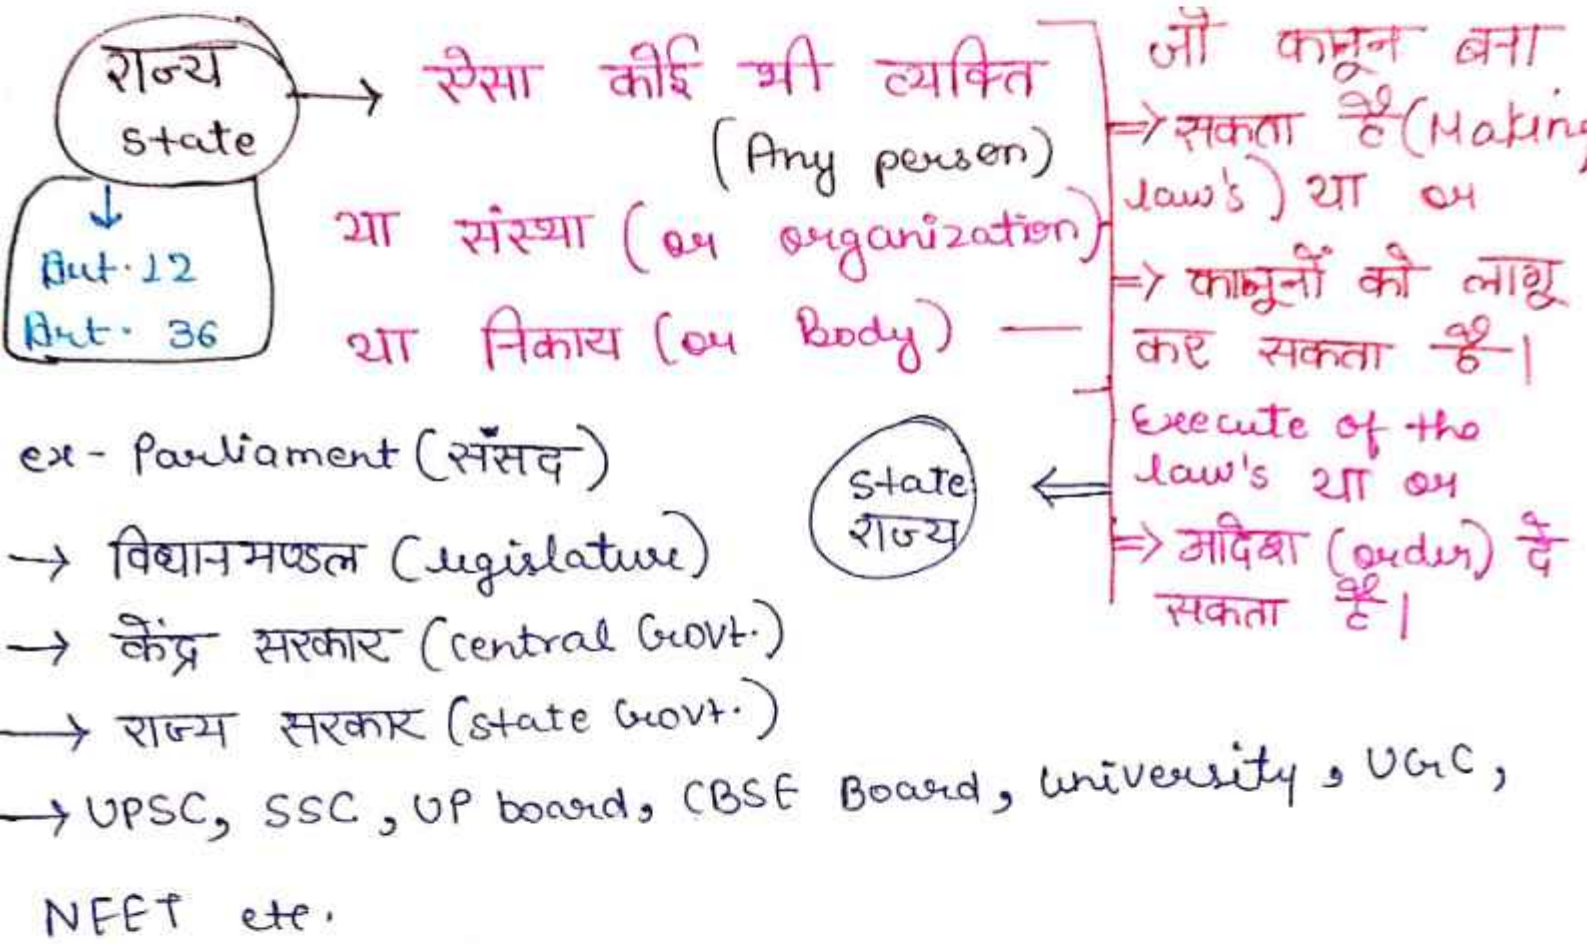 राज्य
State
Art. 12
Art. 36
ऐसा कोई भी व्यक्ति
(Any person)
या संस्था (or organization)
या निकाय (or Body)
जो कानून बना
⇒ सकता है (Making
law's) या or
⇒ कानूनों को लागू
कर सकता है।
Execute of the
law's या or
⇒ आदेश (order) दे
सकता है।
State
राज्य
ex - Parliament (संसद)
→ विधानमण्डल (legislature)
→ केंद्र सरकार (central Govt.)
→ राज्य सरकार (state Govt.)
→ UPSC, SSC, UP board, CBSE Board, university, UGC,
NEET etc.